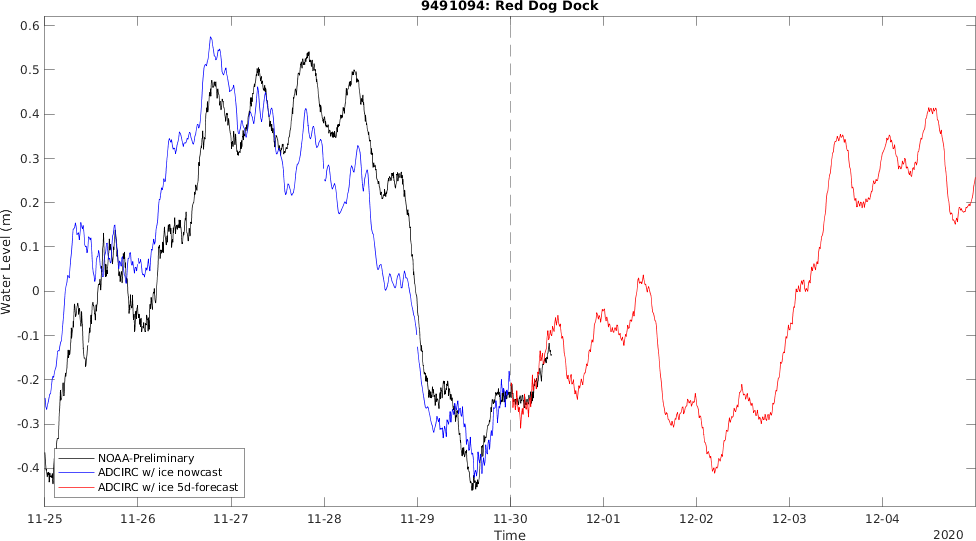 9491094: Red Dog Dock
0.6
0.5
0.4
0.3
0.2
0.1
0
-0.1
-0.2
-0.3
-0.4
Water Level (m)
NOAA-Preliminary
ADCIRC w/ ice nowcast
ADCIRC w/ ice 5d-forecast
11-25 11-26 11-27 11-28 11-29 11-30 12-01 12-02 12-03 12-04
Time
2020